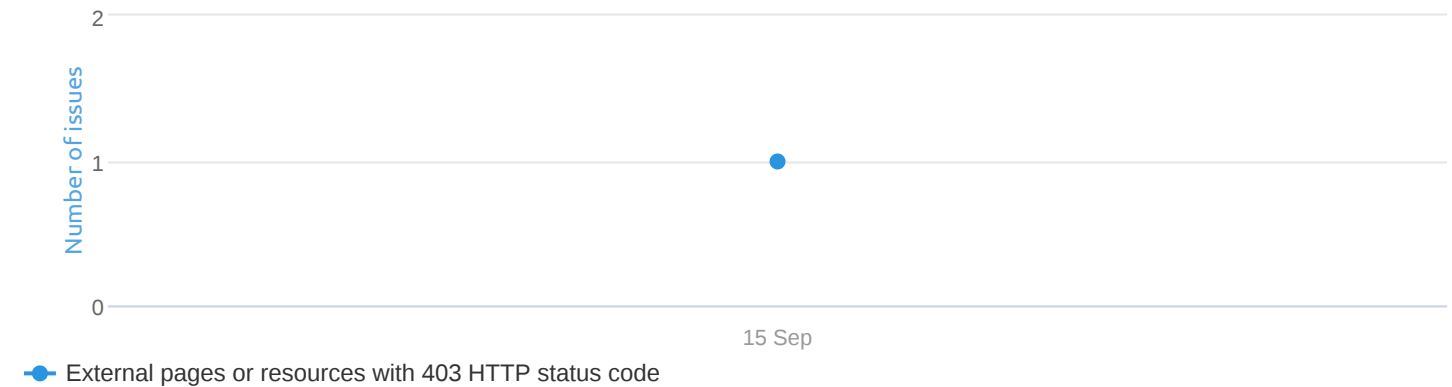 2
Number of issues
1
0
15 Sep
External pages or resources with 403 HTTP status code